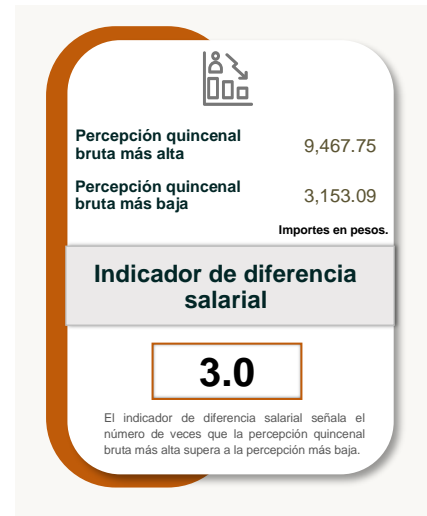 Percepción quincenal
bruta más alta
9,467.75
Percepción quincenal
bruta más baja
3,153.09
Importes en pesos.
Indicador de diferencia
salarial
3.0
El indicador de diferencia salarial señala el
número de veces que la percepción quincenal
bruta más alta supera a la percepción más baja.